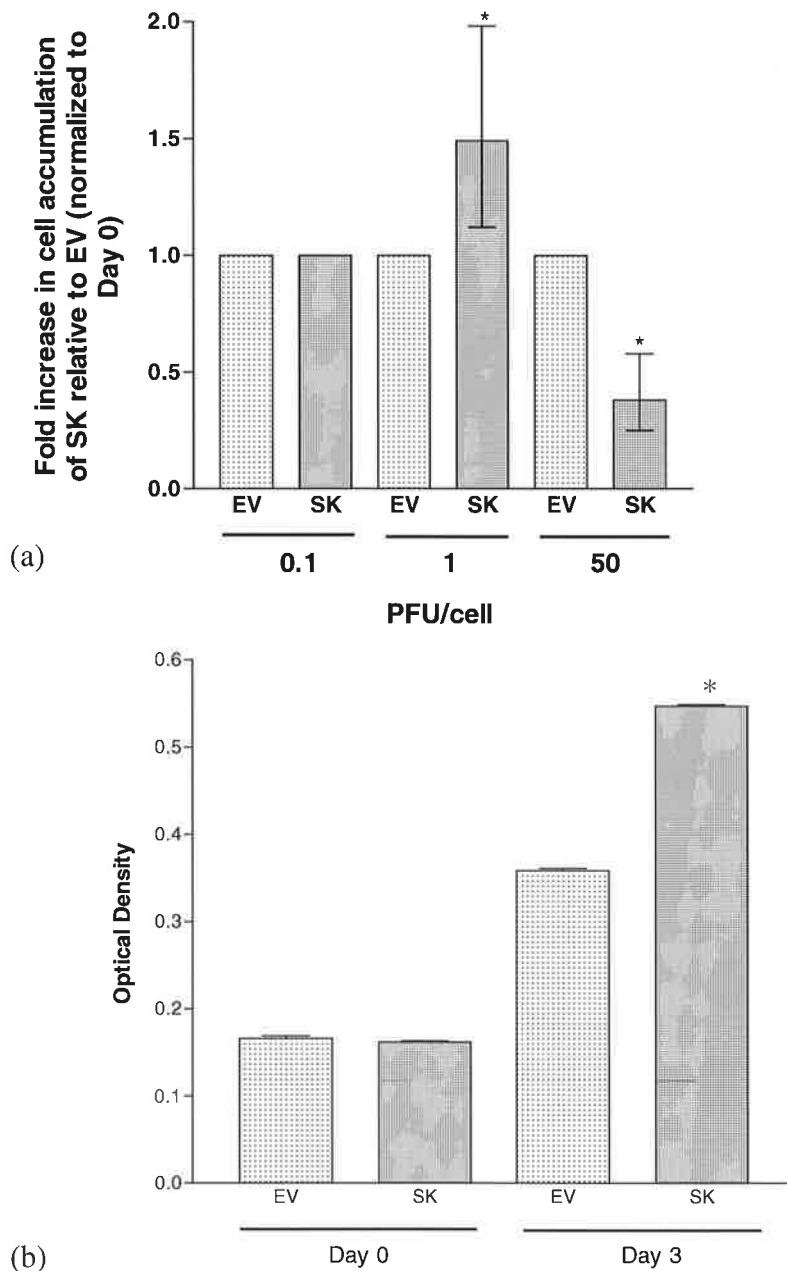 Fold increase in cell accumulation
of SK relative to EV (normalized to
Day 0)
2.0
*
1.5
1.0
*
0.5
0.0
EV SK EV SK EV SK
(a)
0.1 1 50
PFU/cell
0.6
*
0.5
0.4
Optical Density
0.3
0.2
0.1
0.0
EV SK EV SK
(b)
Day 0 Day 3